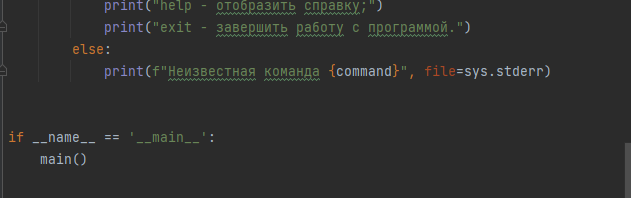 print("help - отобразить справку;")
print("exit - завершить работу с программой.")
else:
print(f"Неизвестная команда {command}", file=sys.stderr)
if __name__ == '__main__':
main()